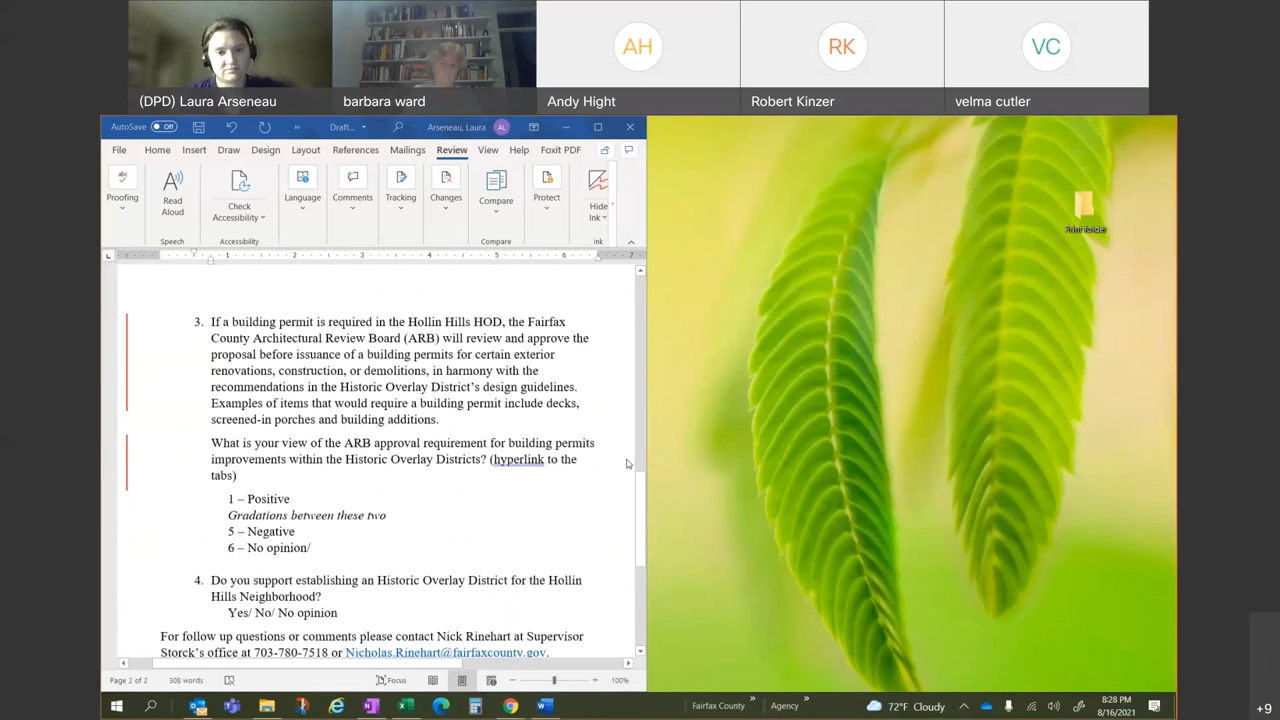 AH
RK
VC
(DPD) Laura Arseneau
barbara ward
Andy Hight
Robert Kinzer
velma cutler
AutoSave Off
Draft...
Arseneau, Laura AL
File Home Insert Draw Design Layout References Mailings Review View Help Foxit PDF
Proofing
Read Aloud
Check Accessibility
Language
Comments
Tracking
Changes
Compare
Protect
Hide Ink
Speech
Accessibility
Compare
Ink
1 2 3 4 5 6 7
3. If a building permit is required in the Hollin Hills HOD, the Fairfax
County Architectural Review Board (ARB) will review and approve the
proposal before issuance of a building permits for certain exterior
renovations, construction, or demolitions, in harmony with the
recommendations in the Historic Overlay District's design guidelines.
Examples of items that would require a building permit include decks,
screened-in porches and building additions.
What is your view of the ARB approval requirement for building permits
improvements within the Historic Overlay Districts? (hyperlink to the
tabs)
1 – Positive
Gradations between these two
5 – Negative
6 – No opinion/
4. Do you support establishing an Historic Overlay District for the Hollin
Hills Neighborhood?
Yes/ No/ No opinion
For follow up questions or comments please contact Nick Rinehart at Supervisor
Storck's office at 703-780-7518 or Nicholas.Rinehart@fairfaxcounty.gov.
Page 2 of 2
308 words
Focus
100%
Print Folder
Fairfax County
Agency
72°F Cloudy
8:28 PM
8/16/2021
+9